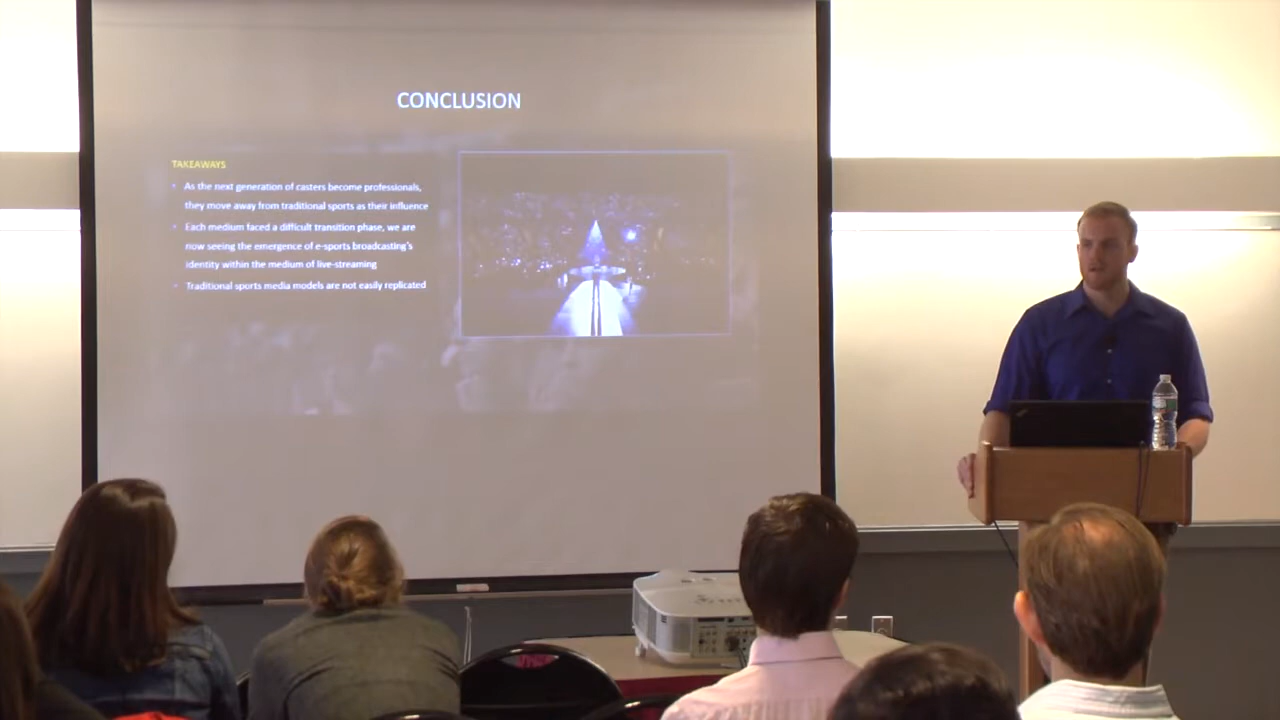 CONCLUSION
TAKEAWAYS
• As the next generation of casters become professionals,
they move away from traditional sports as their influence
• Each medium faced a difficult transition phase, we are
now seeing the emergence of e-sports broadcasting's
identity within the medium of live-streaming
• Traditional sports media models are not easily replicated